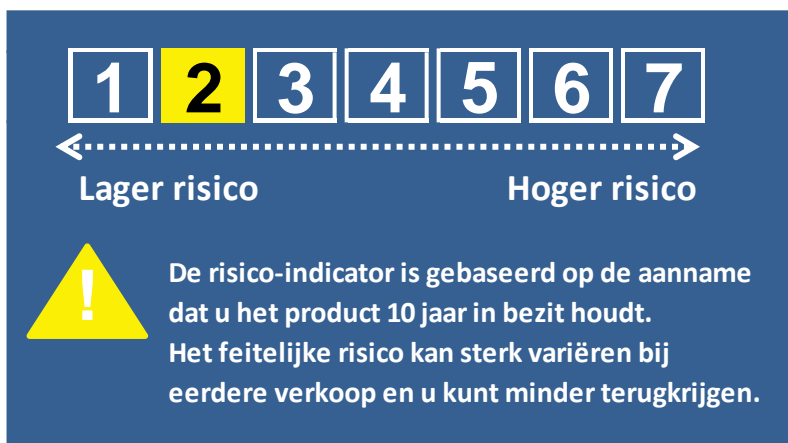 1 2 3 4 5 6 7
Lager risico Hoger risico
!
De risico-indicator is gebaseerd op de aanname
dat u het product 10 jaar in bezit houdt.
Het feitelijke risico kan sterk variëren bij
eerdere verkoop en u kunt minder terugkrijgen.